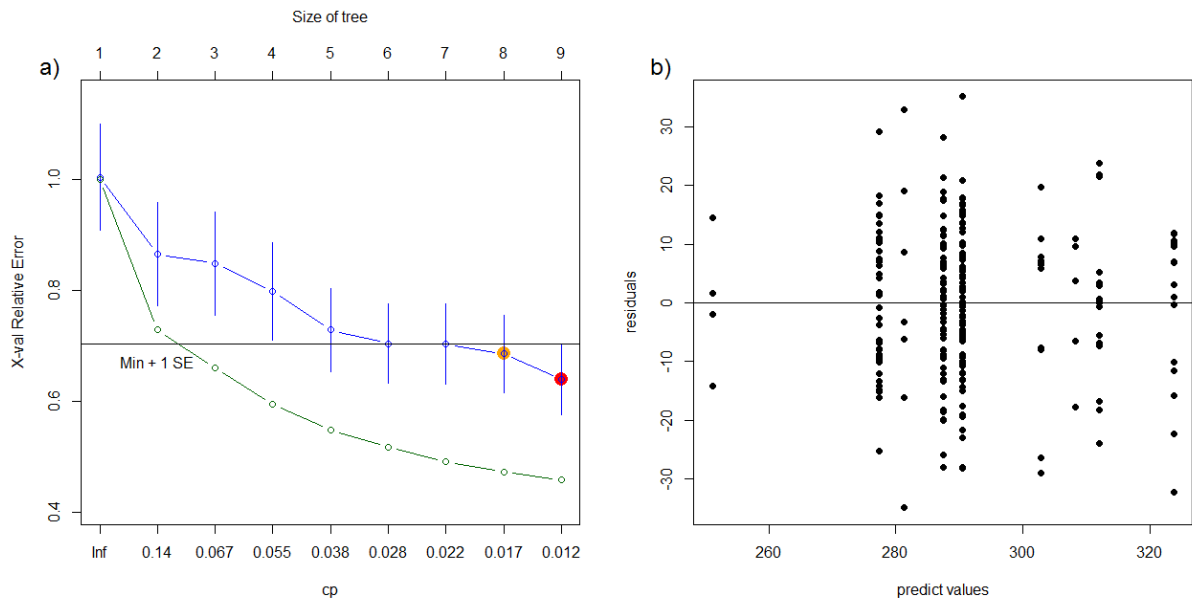 Size of tree
1 2 3 4 5 6 7 8 9
a)
X-val Relative Error
1.0
0.8
0.6
0.4
Min + 1 SE
Inf 0.14 0.067 0.055 0.038 0.028 0.022 0.017 0.012
cp
b)
residuals
30
20
10
0
-10
-20
-30
260 280 300 320
predict values